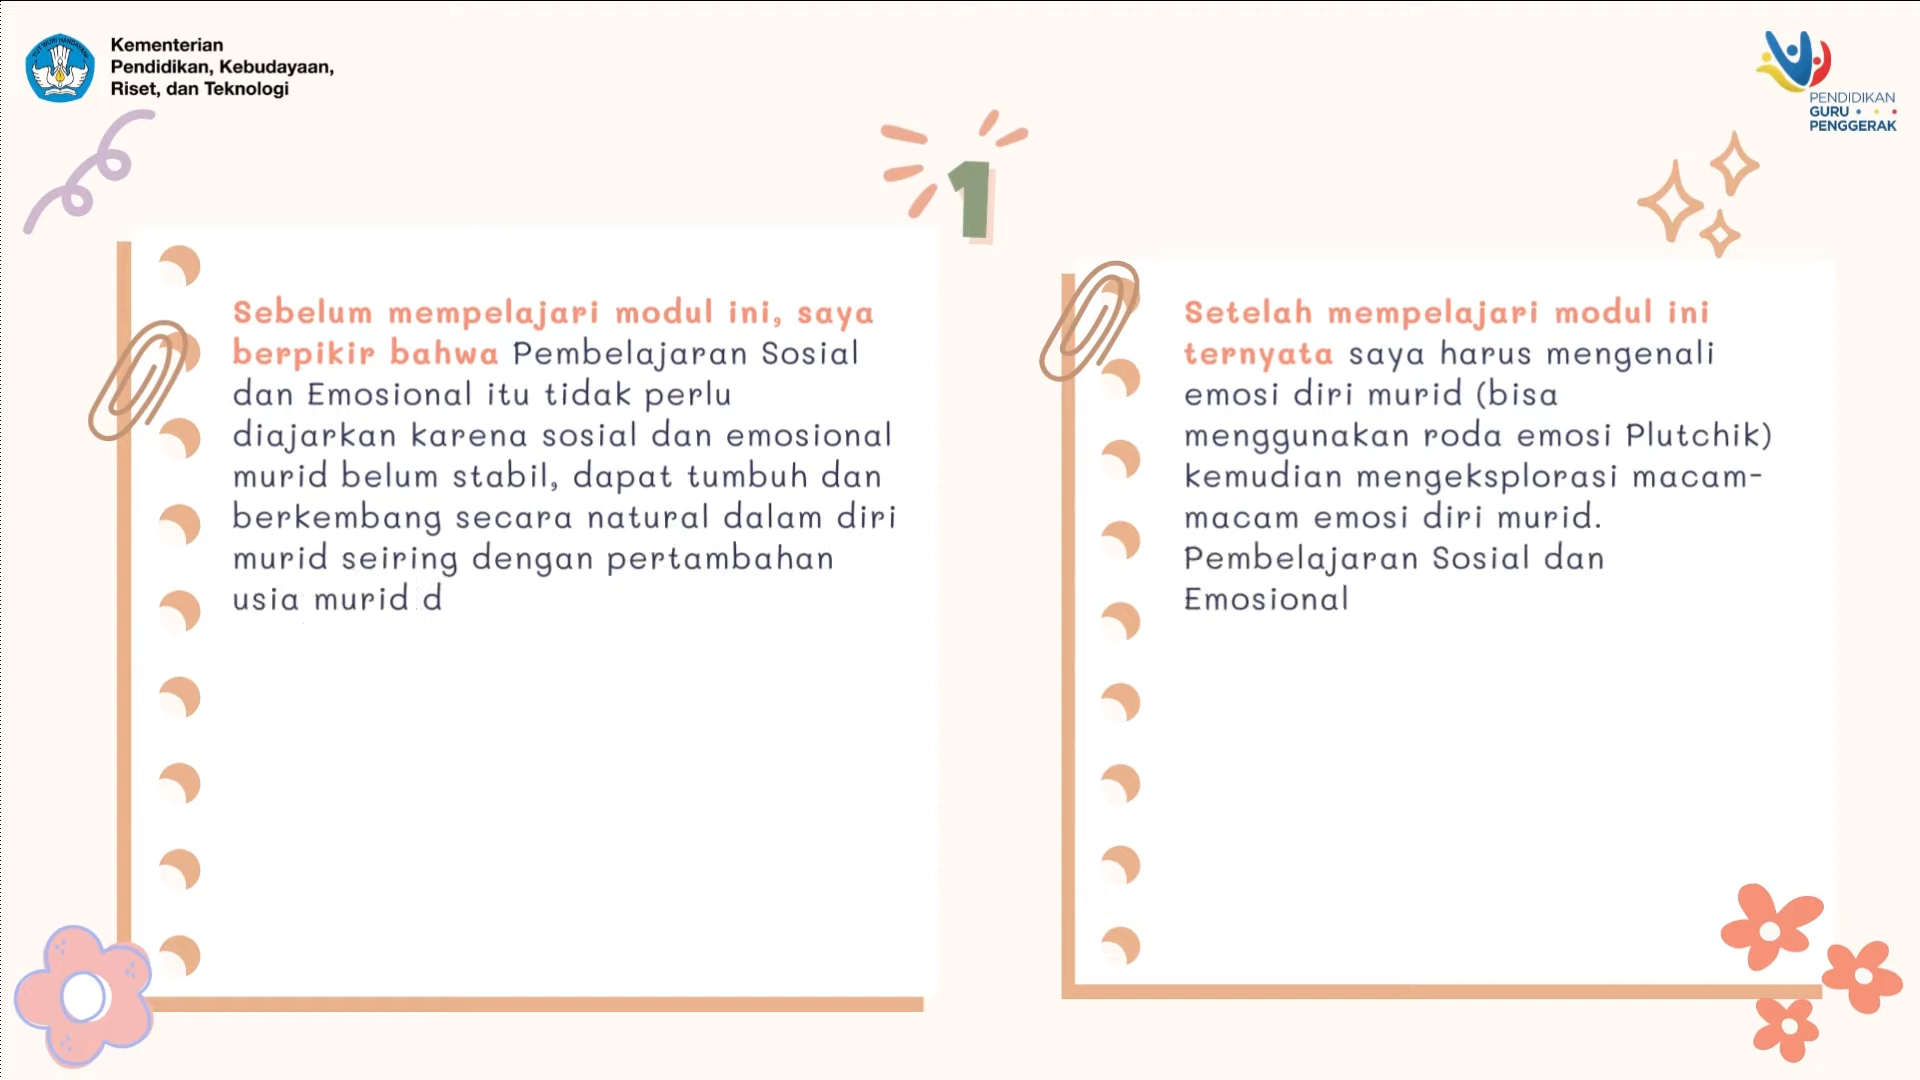 Kementerian
Pendidikan, Kebudayaan,
Riset, dan Teknologi
PENDIDIKAN
GURU
PENGGERAK
1
Sebelum mempelajari modul ini, saya
berpikir bahwa Pembelajaran Sosial
dan Emosional itu tidak perlu
diajarkan karena sosial dan emosional
murid belum stabil, dapat tumbuh dan
berkembang secara natural dalam diri
murid seiring dengan pertambahan
usia murid d
Setelah mempelajari modul ini
ternyata saya harus mengenali
emosi diri murid (bisa
menggunakan roda emosi Plutchik)
kemudian mengeksplorasi macam-
macam emosi diri murid.
Pembelajaran Sosial dan
Emosional